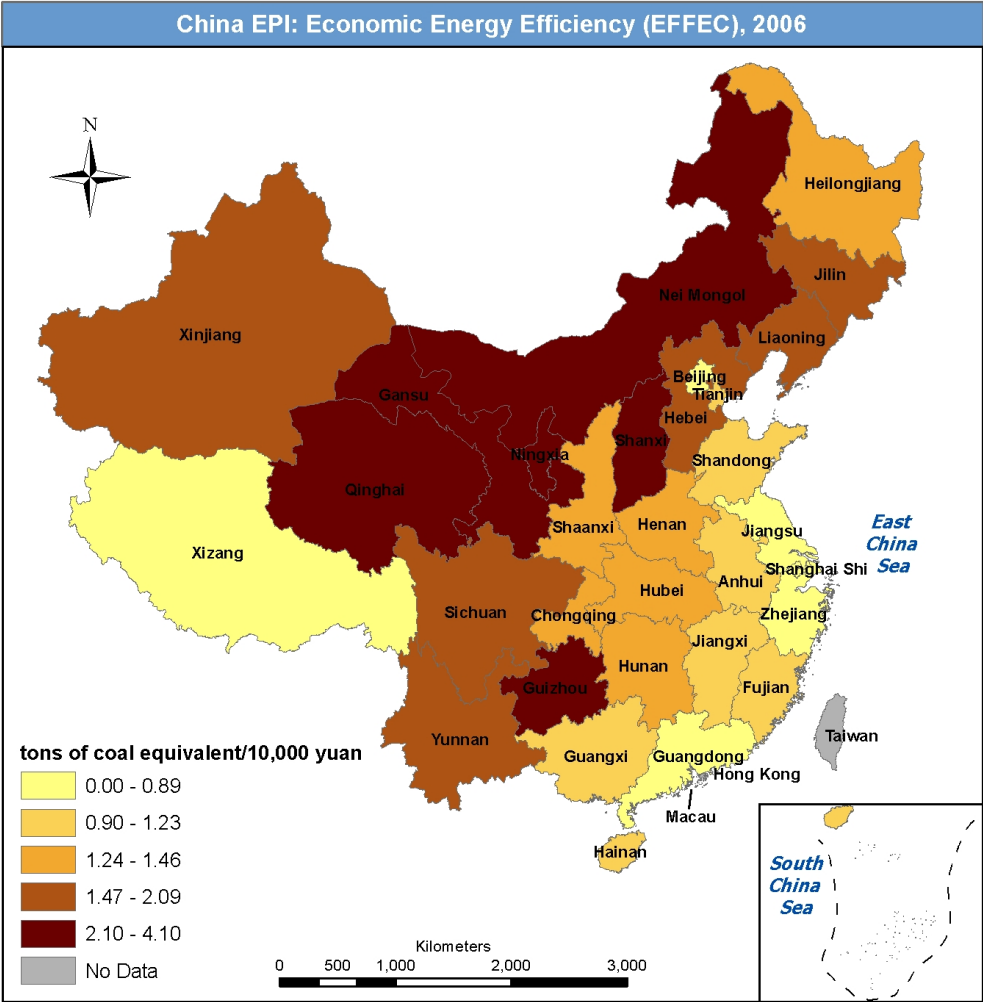 China EPI: Economic Energy Efficiency (EFFEC), 2006
N
Heilongjiang
Jilin
Nei Mongol
Xinjiang
Liaoning
Beijing
Tianjin
Gansu
Hebei
Shanxi
Ningxia
Shandong
Qinghai
Shaanxi
Henan
Jiangsu
East
China
Sea
Xizang
Shanghai Shi
Anhui
Hubei
Sichuan
Chongqing
Zhejiang
Jiangxi
Hunan
Guizhou
Fujian
Yunnan
Taiwan
Guangxi
Guangdong
Hong Kong
Macau
Hainan
tons of coal equivalent/10,000 yuan
0.00 - 0.89
0.90 - 1.23
1.24 - 1.46
1.47 - 2.09
2.10 - 4.10
No Data
Kilometers
0 500 1,000 2,000 3,000
South
China
Sea